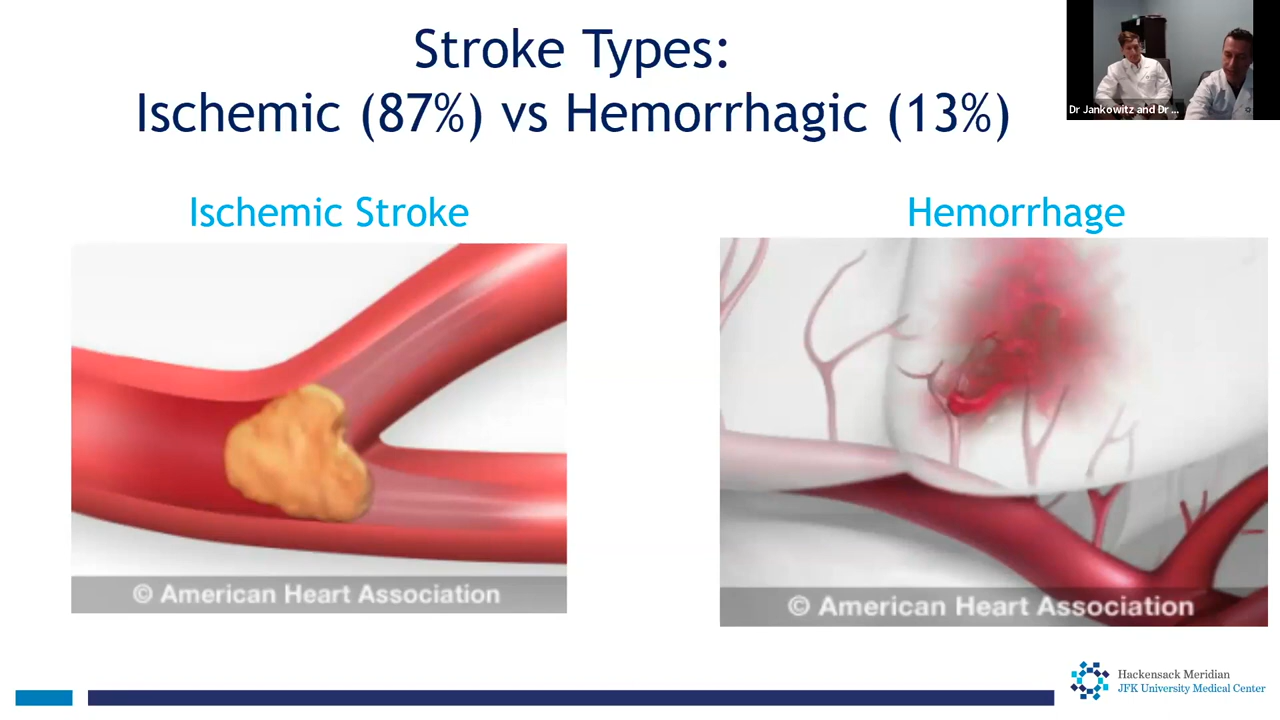 Stroke Types:
Ischemic (87%) vs Hemorrhagic (13%)
Dr Jankowitz and Dr ...
Ischemic Stroke
Hemorrhage
© American Heart Association
© American Heart Association
Hackensack Meridian
JFK University Medical Center